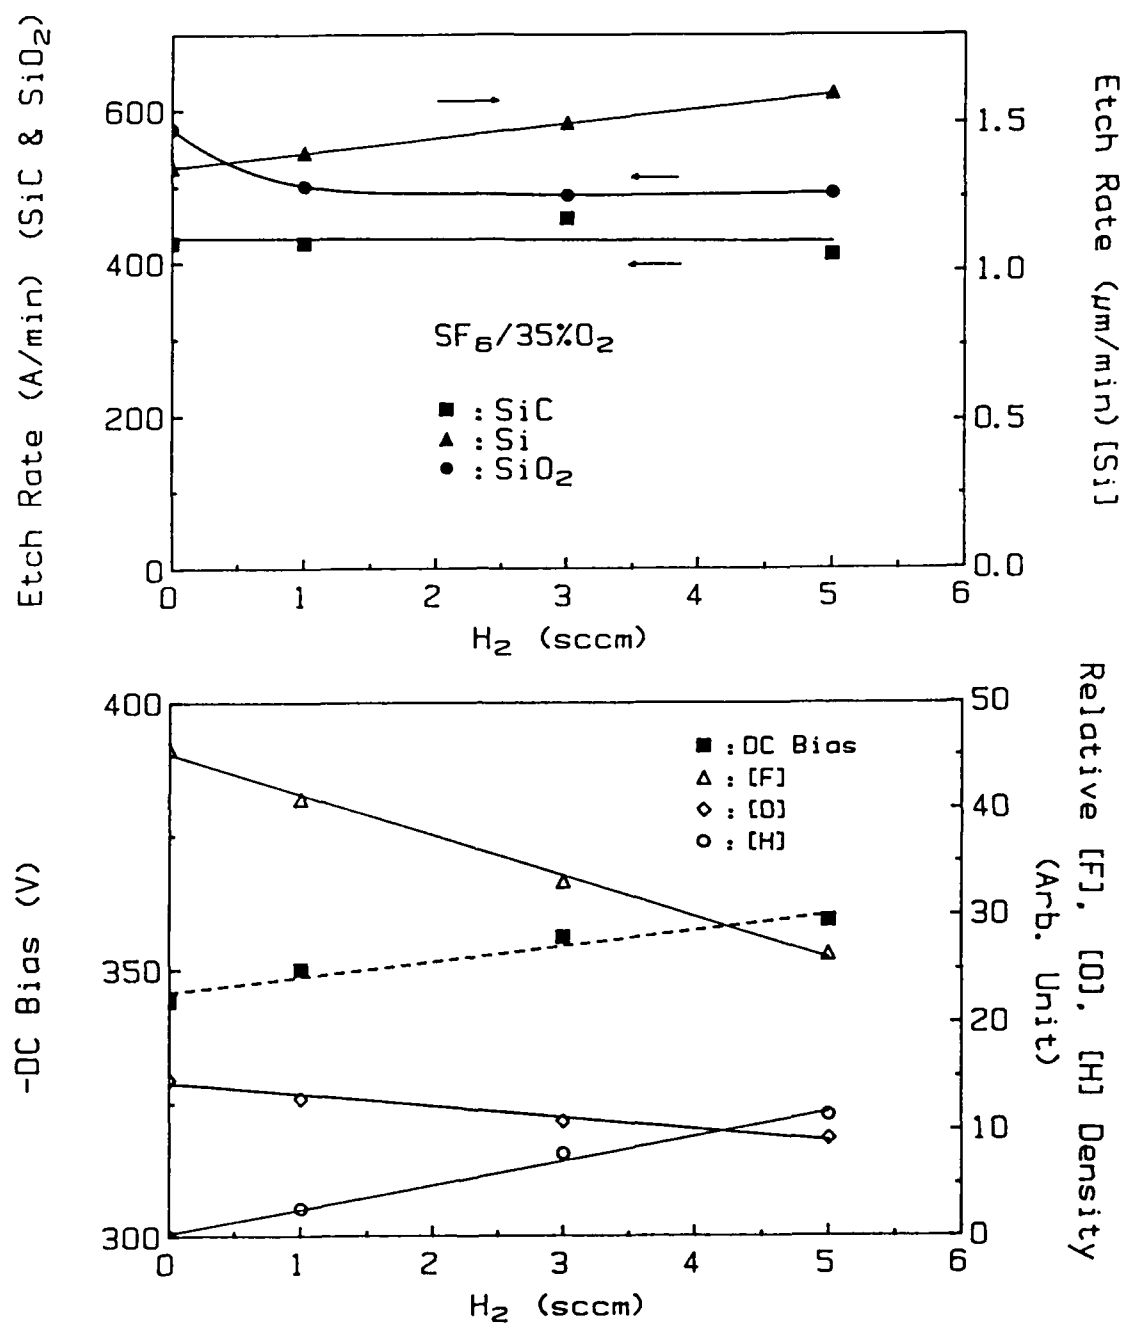 Etch Rate (A/min) (SiC & SiO2)
600
400
200
0
1.5
1.0
0.5
0.0
Etch Rate (μm/min) [Si]
SF6/35%O2
■ : SiC
▲ : Si
● : SiO2
0 1 2 3 4 5 6
H2 (sccm)
-DC Bias (V)
400
350
300
50
40
30
20
10
0
Relative [F], [O], [H] Density
(Arb. Unit)
■ : DC Bias
△ : [F]
◇ : [O]
○ : [H]
0 1 2 3 4 5 6
H2 (sccm)